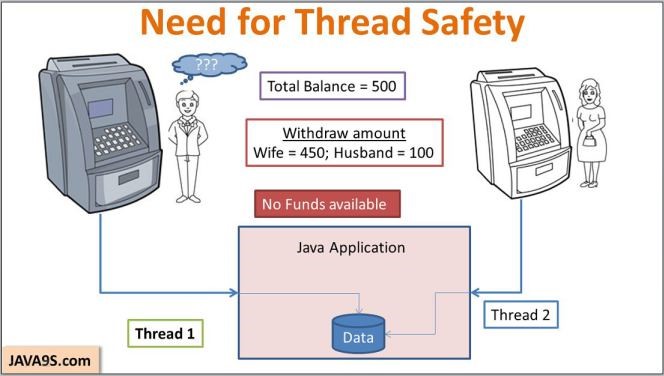 Need for Thread Safety
???
Total Balance = 500
Withdraw amount
Wife = 450; Husband = 100
No Funds available
Java Application
Thread 1
Data
Thread 2
JAVA9S.com